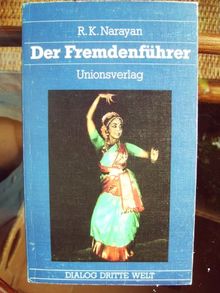 R. K. Narayan
Der Fremdenführer
Unionsverlag
DIALOG DRITTE WELT